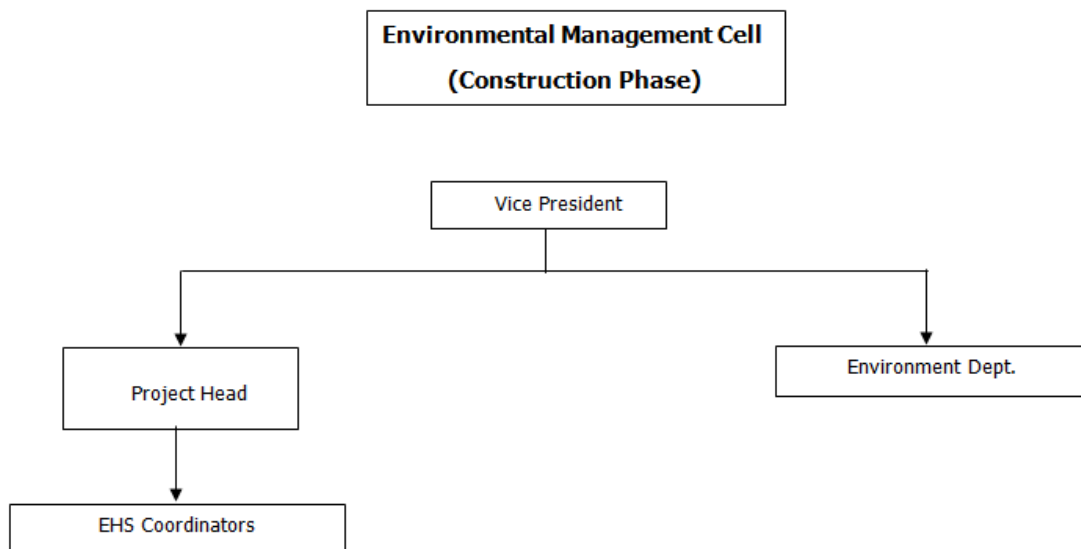 Environmental Management Cell
(Construction Phase)
Vice President
Project Head
Environment Dept.
EHS Coordinators